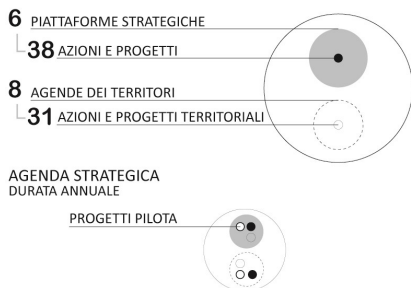 6 PIATTAFORME STRATEGICHE
38 AZIONI E PROGETTI
8 AGENDE DEI TERRITORI
31 AZIONI E PROGETTI TERRITORIALI
AGENDA STRATEGICA
DURATA ANNUALE
PROGETTI PILOTA